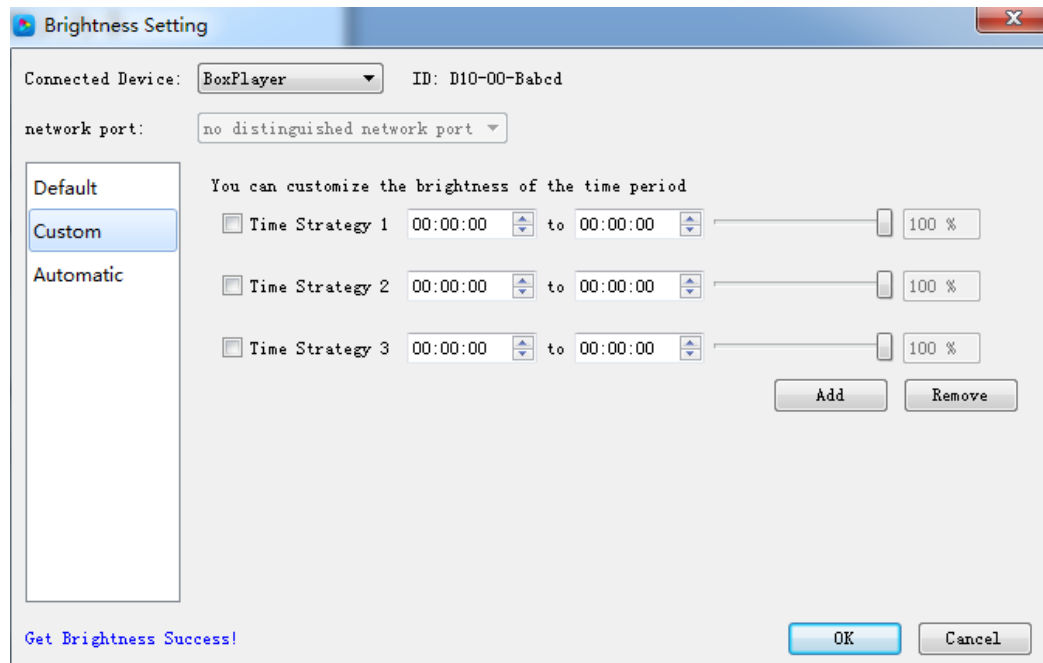 Brightness Setting
Connected Device: BoxPlayer ID: D10-00-Babcd
network port: no distinguished network port
Default
Custom
Automatic
You can customize the brightness of the time period
Time Strategy 1 00:00:00 to 00:00:00 100 %
Time Strategy 2 00:00:00 to 00:00:00 100 %
Time Strategy 3 00:00:00 to 00:00:00 100 %
Add Remove
Get Brightness Success!
OK Cancel